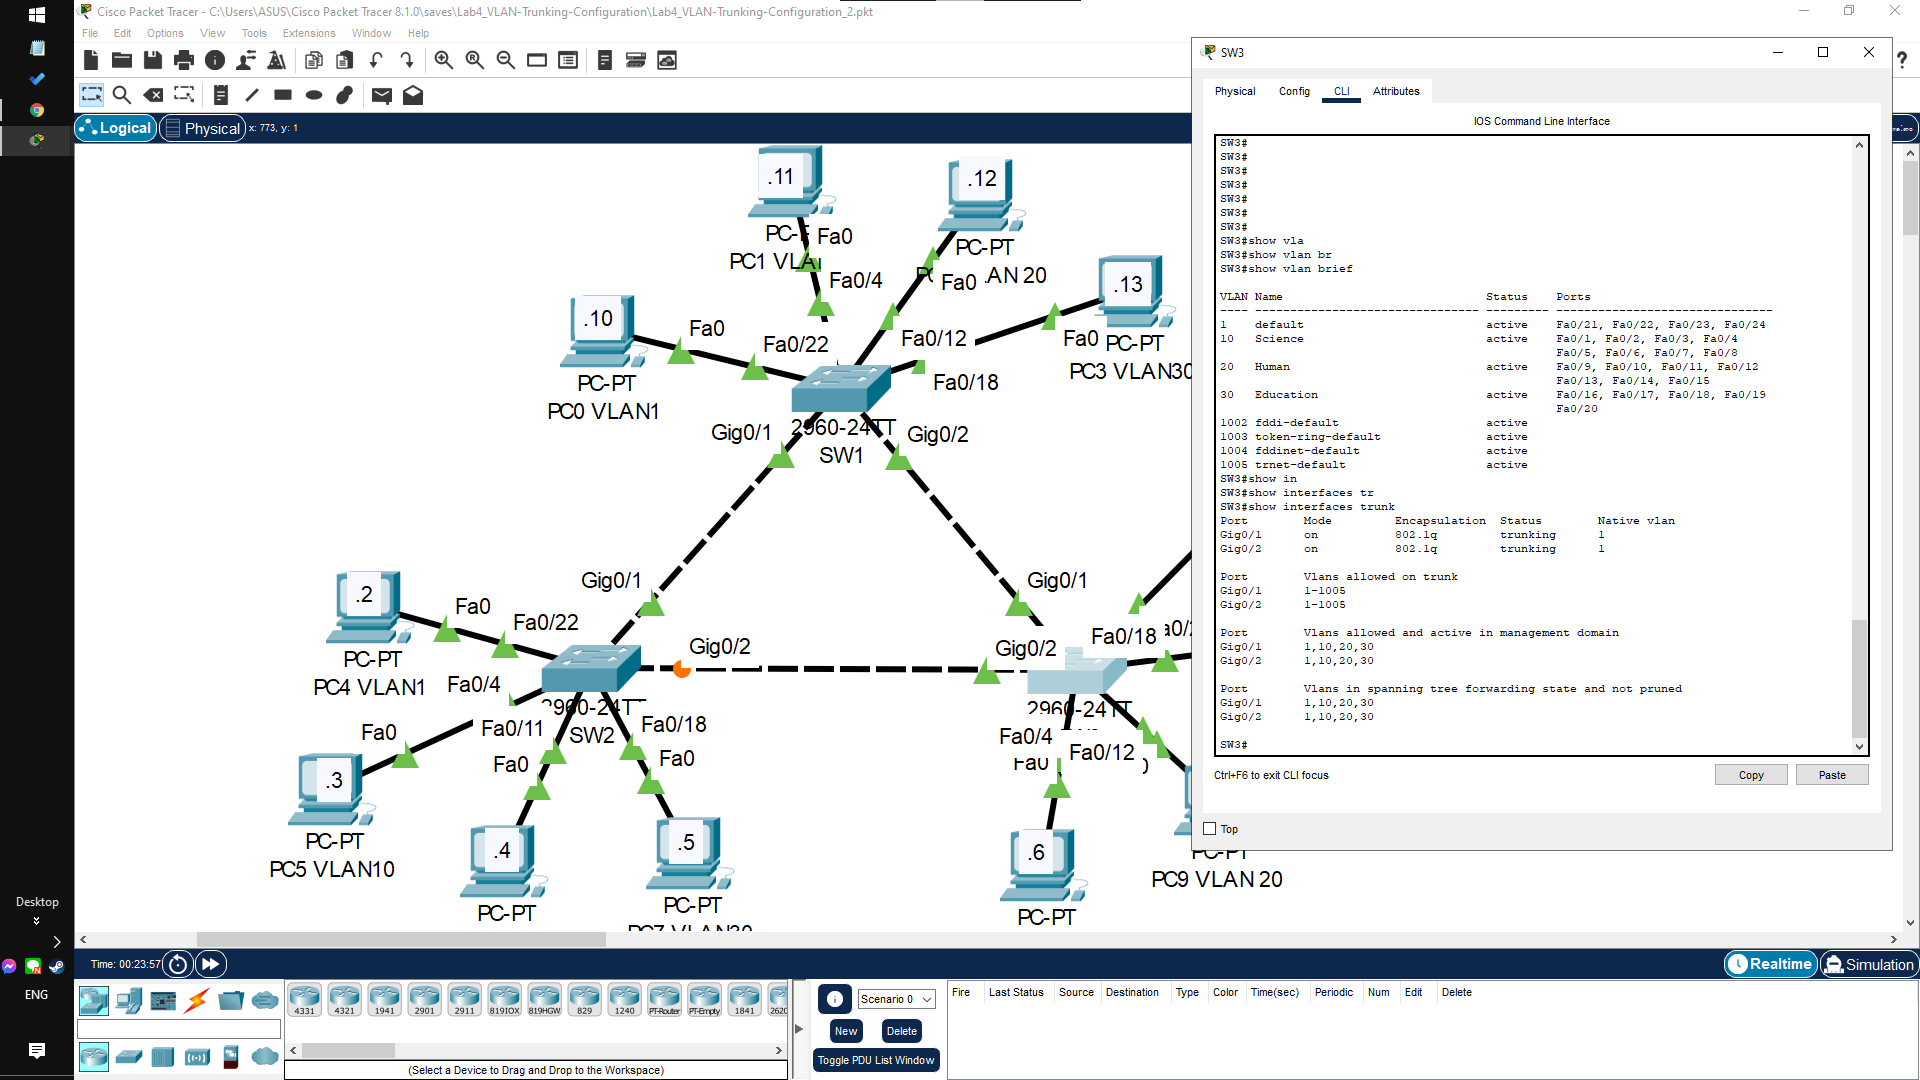 Cisco Packet Tracer - C:\Users\ASUS\Cisco Packet Tracer 8.1.0\saves\Lab4_VLAN-Trunking-Configuration\Lab4_VLAN-Trunking-Configuration_2.pkt
File Edit Options View Tools Extensions Window Help
Logical Physical x: 773, y: 1
.11
PC1 VLAN
Fa0
Fa0/4
.12
PC-PT
AN 20
Fa0
Fa0/12
.13
Fa0 PC-PT
PC3 VLAN30
Fa0/18
.10
Fa0
Fa0/22
PC-PT
PC0 VLAN1
2960-24TT
SW1
Gig0/1
Gig0/2
Gig0/1
Gig0/1
.2
Fa0
Fa0/22
PC-PT
PC4 VLAN1
Gig0/2
Gig0/2
Fa0/18
Fa0/4
2960-24TT
SW2
Fa0/11
Fa0/18
Fa0
Fa0
Fa0
2960-24TT
Fa0/4
Fa0/12
Fa0
.3
PC-PT
PC5 VLAN10
.4
PC-PT
.5
PC-PT
PC7 VLAN30
.6
PC-PT
PC-PT
PC9 VLAN 20
SW3
Physical Config CLI Attributes
IOS Command Line Interface
SW3#
SW3#
SW3#
SW3#
SW3#
SW3#
SW3#
SW3#show vla
SW3#show vlan br
SW3#show vlan brief
VLAN Name Status Ports
---- -------------------------------- --------- -------------------------------
1 default active Fa0/21, Fa0/22, Fa0/23, Fa0/24
10 Science active Fa0/1, Fa0/2, Fa0/3, Fa0/4
Fa0/5, Fa0/6, Fa0/7, Fa0/8
20 Human active Fa0/9, Fa0/10, Fa0/11, Fa0/12
Fa0/13, Fa0/14, Fa0/15
30 Education active Fa0/16, Fa0/17, Fa0/18, Fa0/19
Fa0/20
1002 fddi-default active
1003 token-ring-default active
1004 fddinet-default active
1005 trnet-default active
SW3#show in
SW3#show interfaces tr
SW3#show interfaces trunk
Port Mode Encapsulation Status Native vlan
Gig0/1 on 802.1q trunking 1
Gig0/2 on 802.1q trunking 1
Port Vlans allowed on trunk
Gig0/1 1-1005
Gig0/2 1-1005
Port Vlans allowed and active in management domain
Gig0/1 1,10,20,30
Gig0/2 1,10,20,30
Port Vlans in spanning tree forwarding state and not pruned
Gig0/1 1,10,20,30
Gig0/2 1,10,20,30
SW3#
Ctrl+F6 to exit CLI focus
Copy Paste
Top
Desktop
ENG
Time: 00:23:57
Realtime Simulation
4331 4321 1941 2901 2911 819IOX 819HGW 829 1240 PT-Router PT-Empty 1841 2620
(Select a Device to Drag and Drop to the Workspace)
Scenario 0
New Delete
Toggle PDU List Window
Fire Last Status Source Destination Type Color Time(sec) Periodic Num Edit Delete